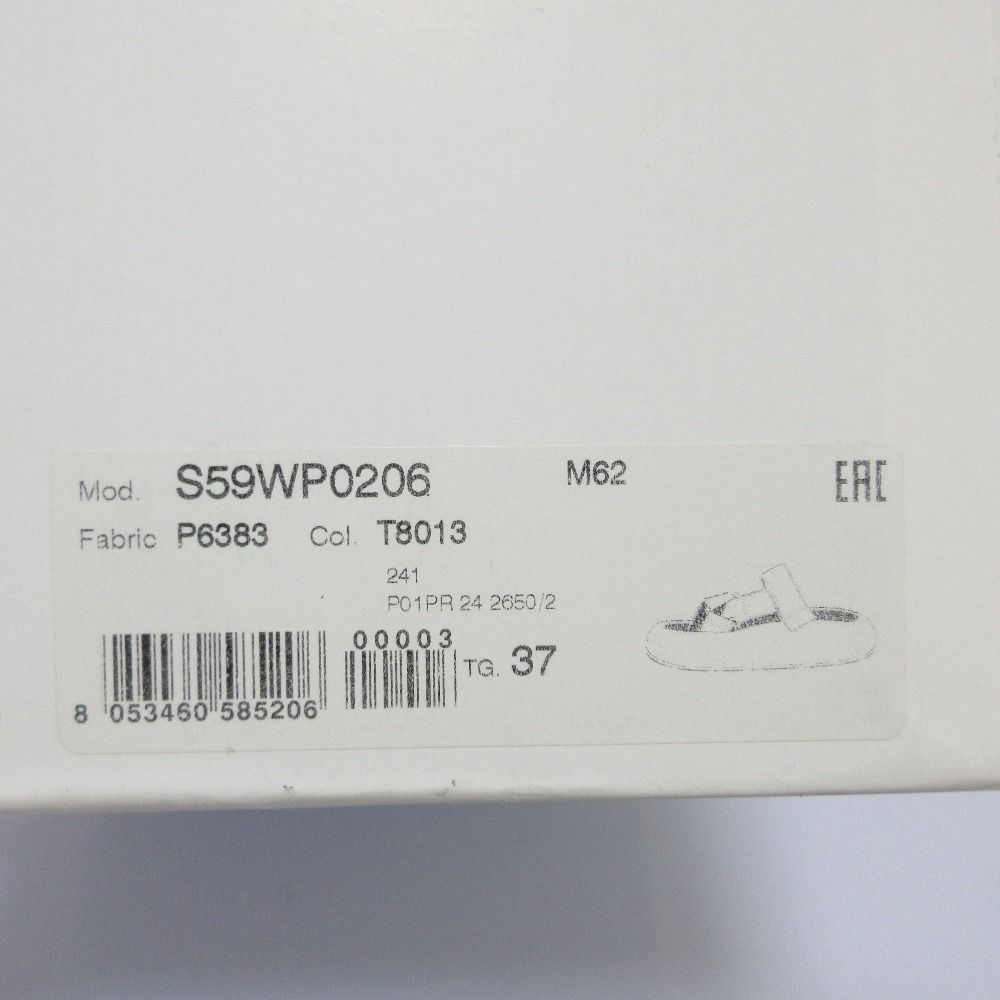 Mod. S59WP0206 M62 EAC
Fabric P6383 Col. T8013
241
P01PR 24 2650/2
00003
TG. 37
8 053460 585206